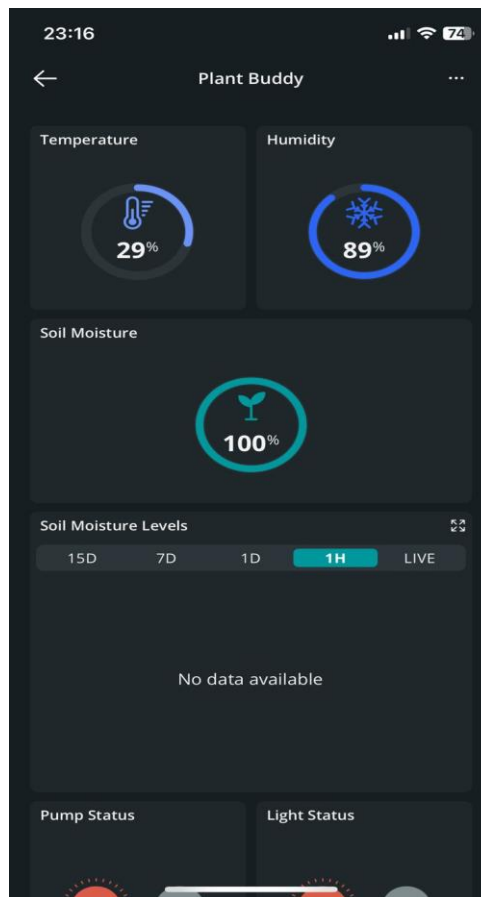 23:16
74
Plant Buddy
Temperature
Humidity
29%
89%
Soil Moisture
100%
Soil Moisture Levels
15D 7D 1D 1H LIVE
No data available
Pump Status
Light Status